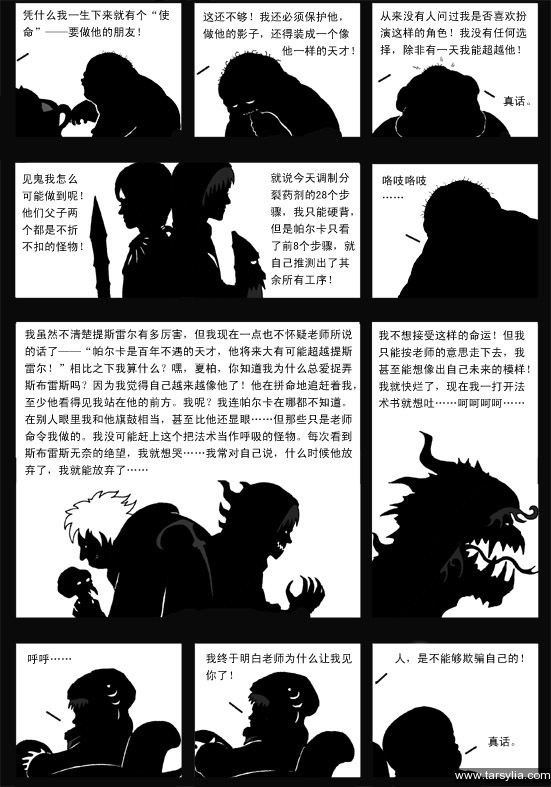 凭什么我一生下来就有个“使
命”——要做他的朋友！
这还不够！我还必须保护他，
做他的影子，还得装成一个像
他一样的天才！
从来没有人问过我是否喜欢扮
演这样的角色！我没有任何选
择，除非有一天我能超越他！
真话。
见鬼我怎么
可能做到呢！
他们父子两
个都是不折
不扣的怪物！
就说今天调制分
裂药剂的28个步
骤，我只能硬背，
但是帕尔卡只看
了前8个步骤，就
自己推测出了其
余所有工序！
咯吱咯吱
……
我虽然不清楚提斯雷尔有多厉害，但我现在一点也不怀疑老师所说
的话了——“帕尔卡是百年不遇的天才，他将来大有可能超越提斯
雷尔！”相比之下我算什么？嘿，夏柏，你知道我为什么总爱捉弄
斯布雷斯吗？因为我觉得自己越来越像他了！他在拼命地追赶着我，
至少他看得见我站在他的前方。我呢？我连帕尔卡在哪都不知道。
在别人眼里我和他旗鼓相当，甚至比他还显眼……但那些只是老师
命令我做的。我没可能赶上这个把法术当作呼吸的怪物。每次看到
斯布雷斯无奈的绝望，我就想哭……我常对自己说，什么时候他放
弃了，我就能放弃了……
我不想接受这样的命运！但我
只能按老师的意思走下去，我
甚至能想像出自己未来的模样！
我就快烂了，现在我一打开法
术书就想吐……呵呵呵呵……
呼呼……
我终于明白老师为什么让我见
你了！
人，是不能够欺骗自己的！
真话。
www.tarsylia.com